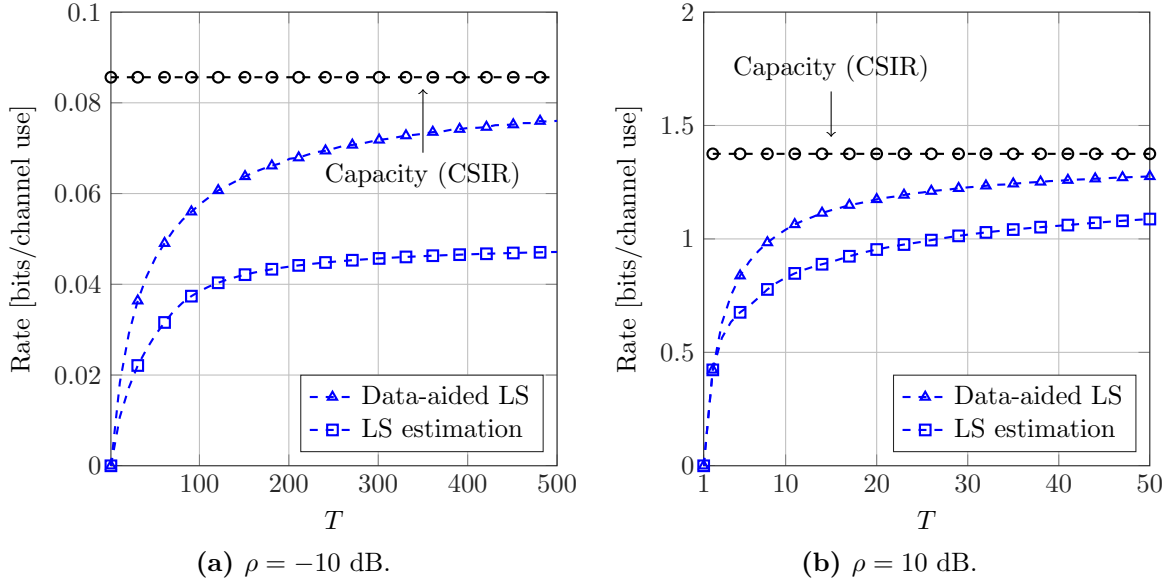 0.1
0.08
0.06
0.04
0.02
0
Rate [bits/channel use]
Capacity (CSIR)
Data-aided LS
LS estimation
100 200 300 400 500
T
(a) ρ = −10 dB.
2
1.5
1
0.5
0
Rate [bits/channel use]
Capacity (CSIR)
Data-aided LS
LS estimation
1 10 20 30 40 50
T
(b) ρ = 10 dB.